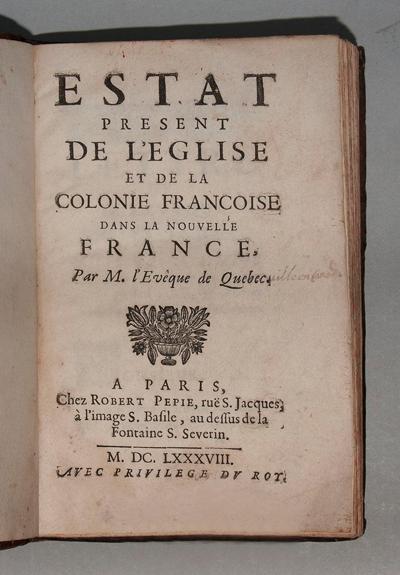 ESTAT
PRESENT
DE L'EGLISE
ET DE LA
COLONIE FRANCOISE
DANS LA NOUVELLE
FRANCE,
Par M. l'Evêque de Quebec.
A PARIS,
Chez ROBERT PEPIE, ruë S. Jacques,
à l'image S. Basile, au dessus de la
Fontaine S. Severin.
M. DC. LXXXVIII.
AVEC PRIVILEGE DV ROY.